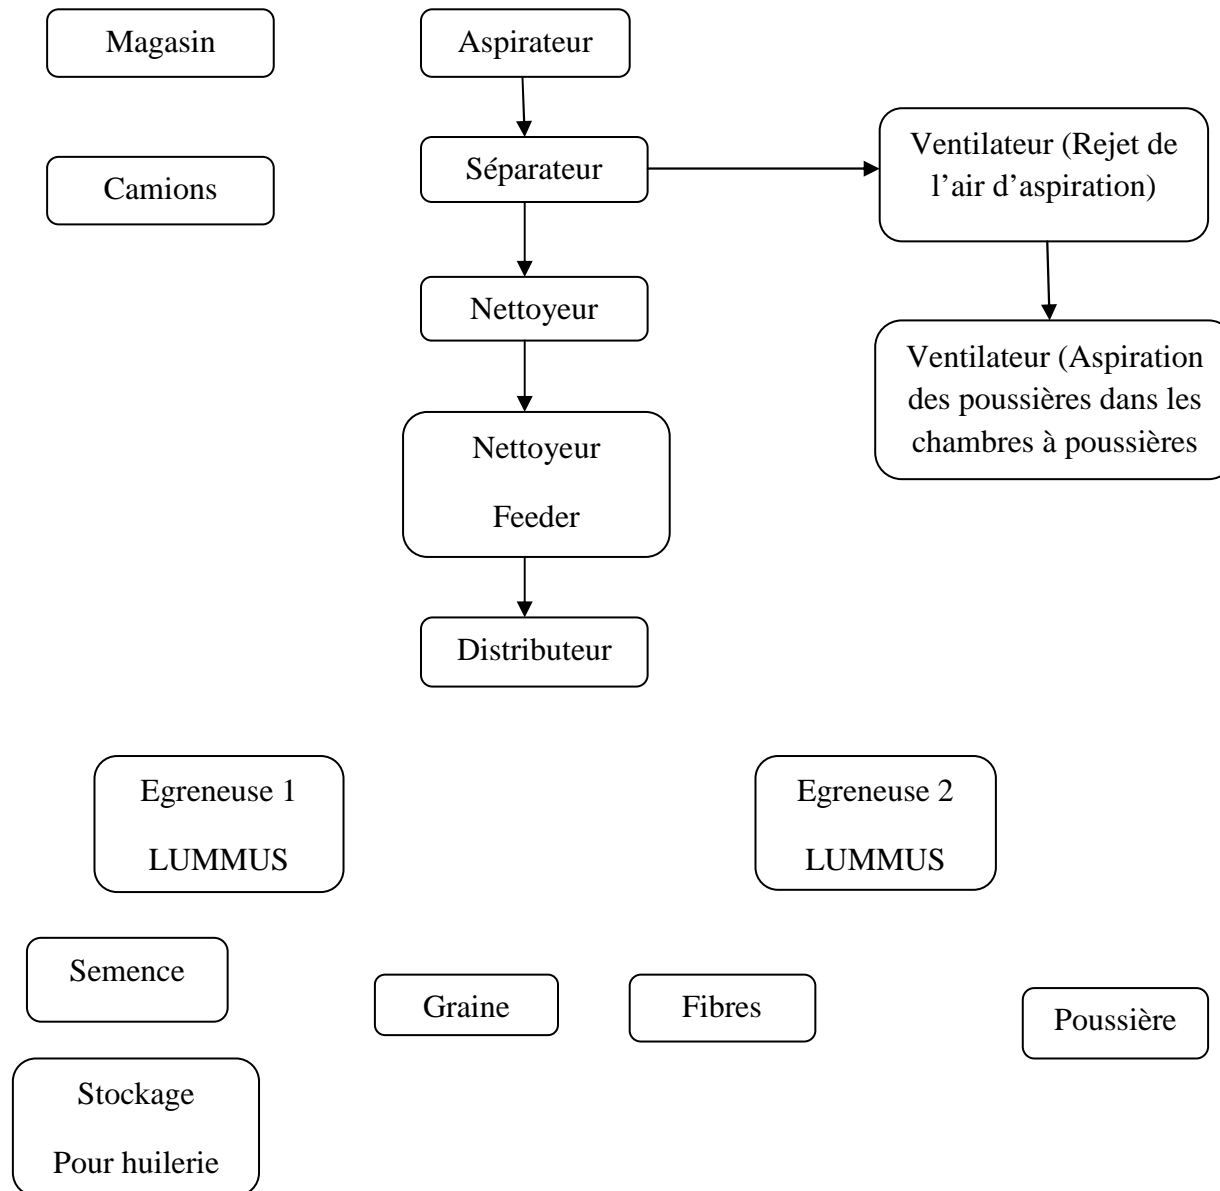 Magasin
Aspirateur
Camions
Séparateur
Ventilateur (Rejet de
l’air d’aspiration)
Nettoyeur
Ventilateur (Aspiration
des poussières dans les
chambres à poussières
Nettoyeur
Feeder
Distributeur
Egreneuse 1
LUMMUS
Egreneuse 2
LUMMUS
Semence
Graine
Fibres
Poussière
Stockage
Pour huilerie